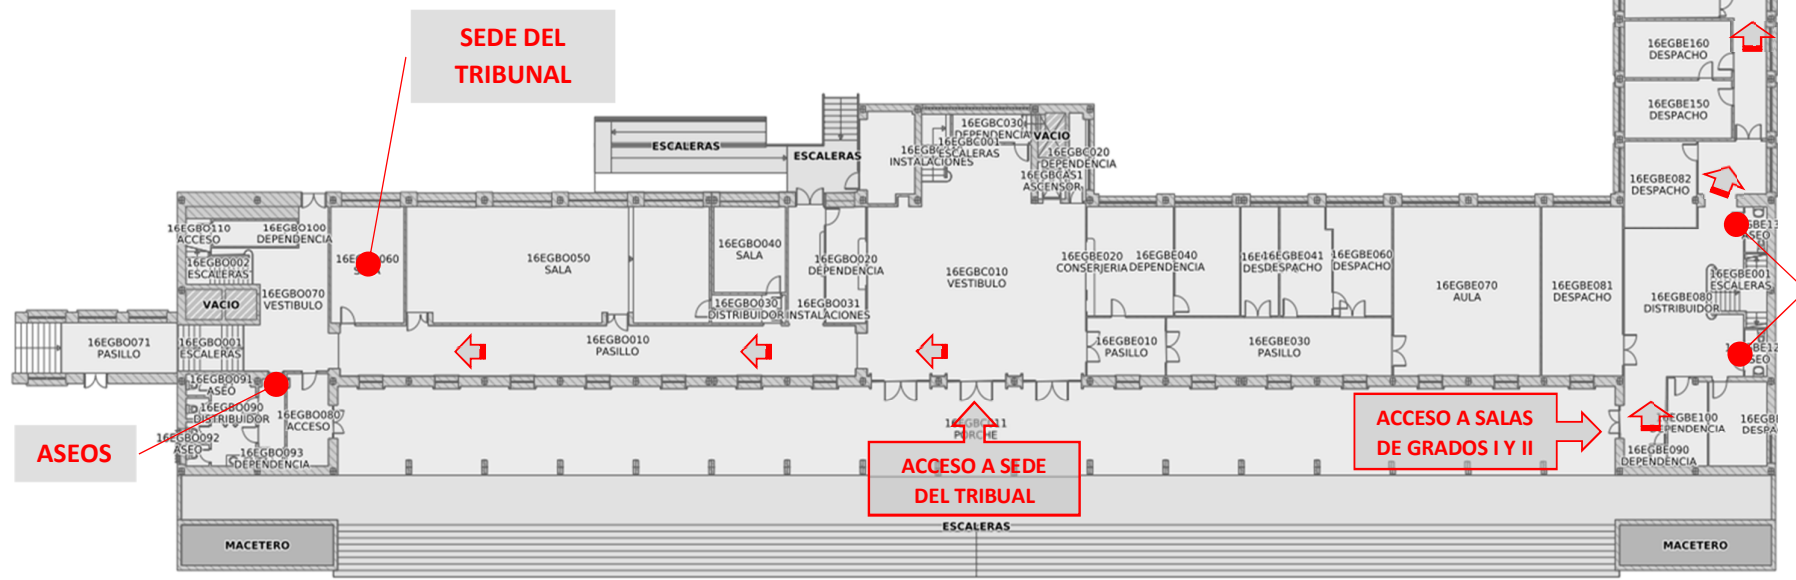 SEDE DEL
TRIBUNAL
16EGBE160
DESPACHO
16EGBE150
DESPACHO
16EGBE082
DESPACHO
ESCALERAS
ESCALERAS
16EGBC030
DEPENDENCIA
VACIO
16EGBC001
ESCALERAS
INSTALACIONES
16EGBC020
DEPENDENCIA
16EGBCAS1
ASCENSOR
16EGBO110
ACCESO
16EGBO100
DEPENDENCIA
16EGBO002
ESCALERAS
VACIO
16EGBO070
VESTIBULO
16EGBO071
PASILLO
16EGBO001
ESCALERAS
16EGBO050
SALA
16EGBO040
SALA
16EGBO030
DISTRIBUIDOR
16EGBO020
DEPENDENCIA
16EGBO031
INSTALACIONES
16EGBO010
PASILLO
16EGBC010
VESTIBULO
16EGBE020
CONSERJERIA
16EGBE040
DEPENDENCIA
16EGBE041
DESPACHO
16EGBE060
DESPACHO
16EGBE070
AULA
16EGBE081
DESPACHO
16EGBE080
DISTRIBUIDOR
16EGBE001
ESCALERAS
16EGBE010
PASILLO
16EGBE030
PASILLO
16EGBO091
ASEO
16EGBO090
DISTRIBUIDOR
16EGBO080
ACCESO
16EGBO092
ASEO
16EGBO093
DEPENDENCIA
ASEOS
PORCHE
ACCESO A SEDE
DEL TRIBUAL
ACCESO A SALAS
DE GRADOS I Y II
DEPENDENCIA
16EGBE090
DEPENDENCIA
ESCALERAS
MACETERO
MACETERO